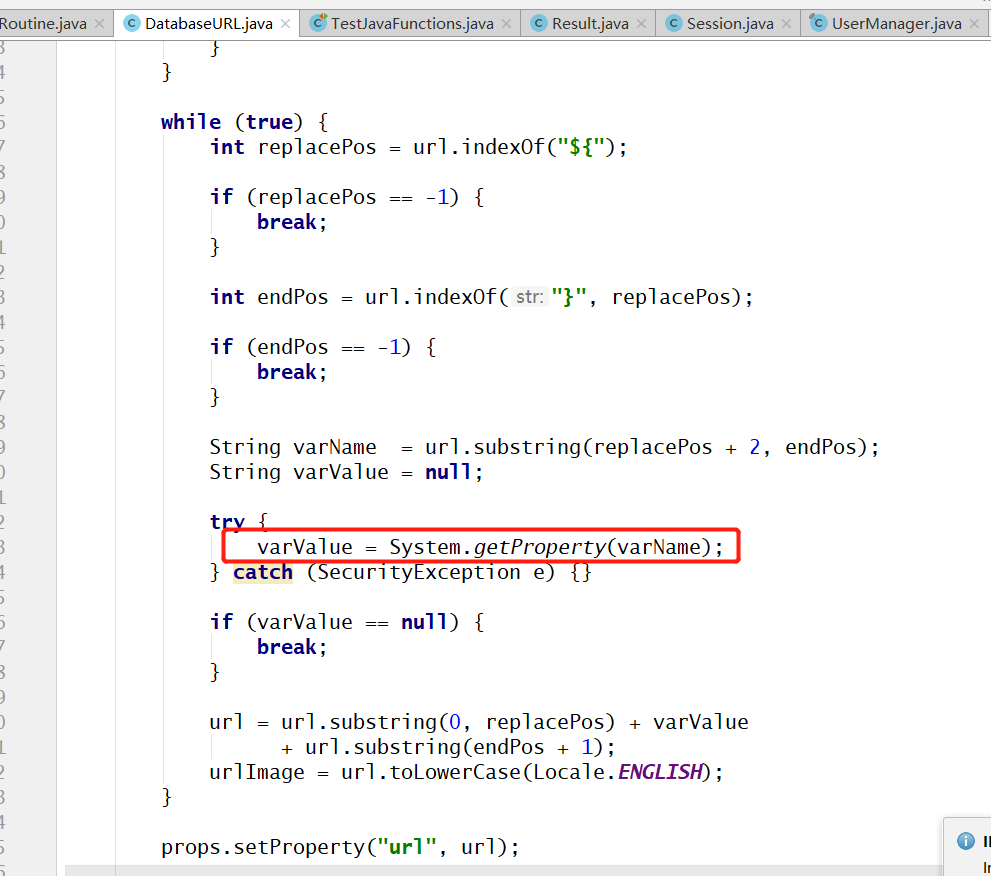 Routine.java DatabaseURL.java TestJavaFunctions.java Result.java Session.java UserManager.java
}
}
while (true) {
int replacePos = url.indexOf("${");
if (replacePos == -1) {
break;
}
int endPos = url.indexOf( str: "}", replacePos);
if (endPos == -1) {
break;
}
String varName  = url.substring(replacePos + 2, endPos);
String varValue = null;
try {
varValue = System.getProperty(varName);
} catch (SecurityException e) {}
if (varValue == null) {
break;
}
url = url.substring(0, replacePos) + varValue
+ url.substring(endPos + 1);
urlImage = url.toLowerCase(Locale.ENGLISH);
}
props.setProperty("url", url);